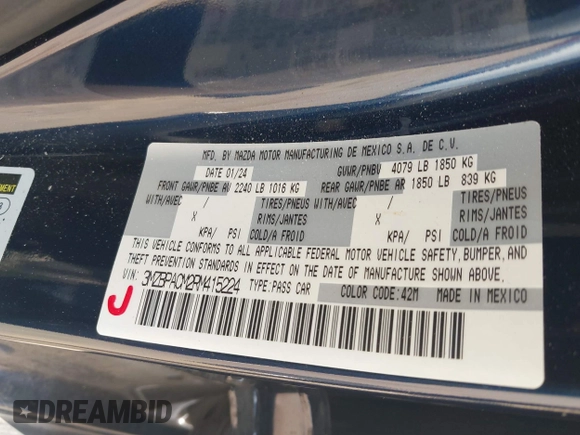 MFD. BY MAZDA MOTOR MANUFACTURING DE MEXICO S.A. DE C.V.
DATE 01/24 GVWR/PNBV 4079 LB 1850 KG
FRONT GAWR/PNBE AV 2240 LB 1016 KG REAR GAWR/PNBE AR 1850 LB 839 KG
WITH/AVEC / TIRES/PNEUS WITH/AVEC / TIRES/PNEUS
X RIMS/JANTES X RIMS/JANTES
KPA/ PSI COLD/A FROID KPA/ PSI COLD/A FROID
THIS VEHICLE CONFORMS TO ALL APPLICABLE FEDERAL MOTOR VEHICLE SAFETY, BUMPER, AND
THEFT PREVENTION STANDARDS IN EFFECT ON THE DATE OF MANUFACTURE SHOWN ABOVE.
VIN: 3MZBPACM2RM415224 TYPE:PASS CAR COLOR CODE:42M MADE IN MEXICO
J
DREAMBID